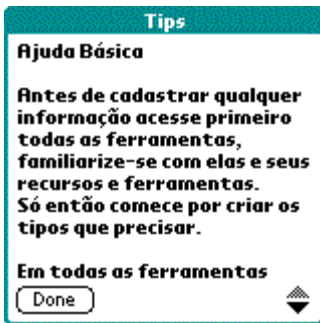 Tips
Ajuda Básica
Antes de cadastrar qualquer
informação acesse primeiro
todas as ferramentas,
familiarize-se com elas e seus
recursos e ferramentas.
Só então comece por criar os
tipos que precisar.
Em todas as ferramentas
Done